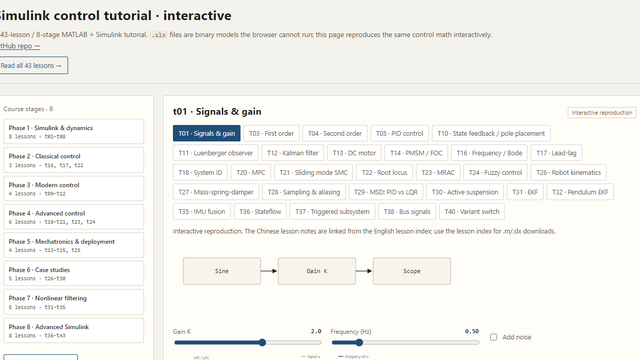 Simulink control tutorial · interactive
43-lesson / 8-stage MATLAB + Simulink tutorial. .slx files are binary models the browser cannot run; this page reproduces the same control math interactively.
tHub repo →
Read all 43 lessons →
Course stages · 8
Phase 1 · Simulink & dynamics
8 lessons · t01–t08
Phase 2 · Classical control
3 lessons · t16, t17, t22
Phase 3 · Modern control
4 lessons · t09–t12
Phase 4 · Advanced control
6 lessons · t18–t21, t23, t24
Phase 5 · Mechatronics & deployment
4 lessons · t13–t15, t25
Phase 6 · Case studies
5 lessons · t26–t30
Phase 7 · Nonlinear filtering
5 lessons · t31–t35
Phase 8 · Advanced Simulink
8 lessons · t36–t43
t01 · Signals & gain
Interactive reproduction
T01 · Signals & gain
T03 · First order
T04 · Second order
T05 · PID control
T10 · State feedback / pole placement
T11 · Luenberger observer
T12 · Kalman filter
T13 · DC motor
T14 · PMSM / FOC
T16 · Frequency / Bode
T17 · Lead-lag
T18 · System ID
T20 · MPC
T21 · Sliding mode SMC
T22 · Root locus
T23 · MRAC
T24 · Fuzzy control
T26 · Robot kinematics
T27 · Mass-spring-damper
T28 · Sampling & aliasing
T29 · MSD: PID vs LQR
T30 · Active suspension
T31 · EKF
T32 · Pendulum EKF
T35 · IMU fusion
T36 · Stateflow
T37 · Triggered subsystem
T38 · Bus signals
T40 · Variant switch
Interactive reproduction. The Chinese lesson notes are linked from the English lesson index; use the lesson index for .m/.slx downloads.
Sine
Gain K
Scope
Gain K 2.0
Frequency (Hz) 0.50
Add noise